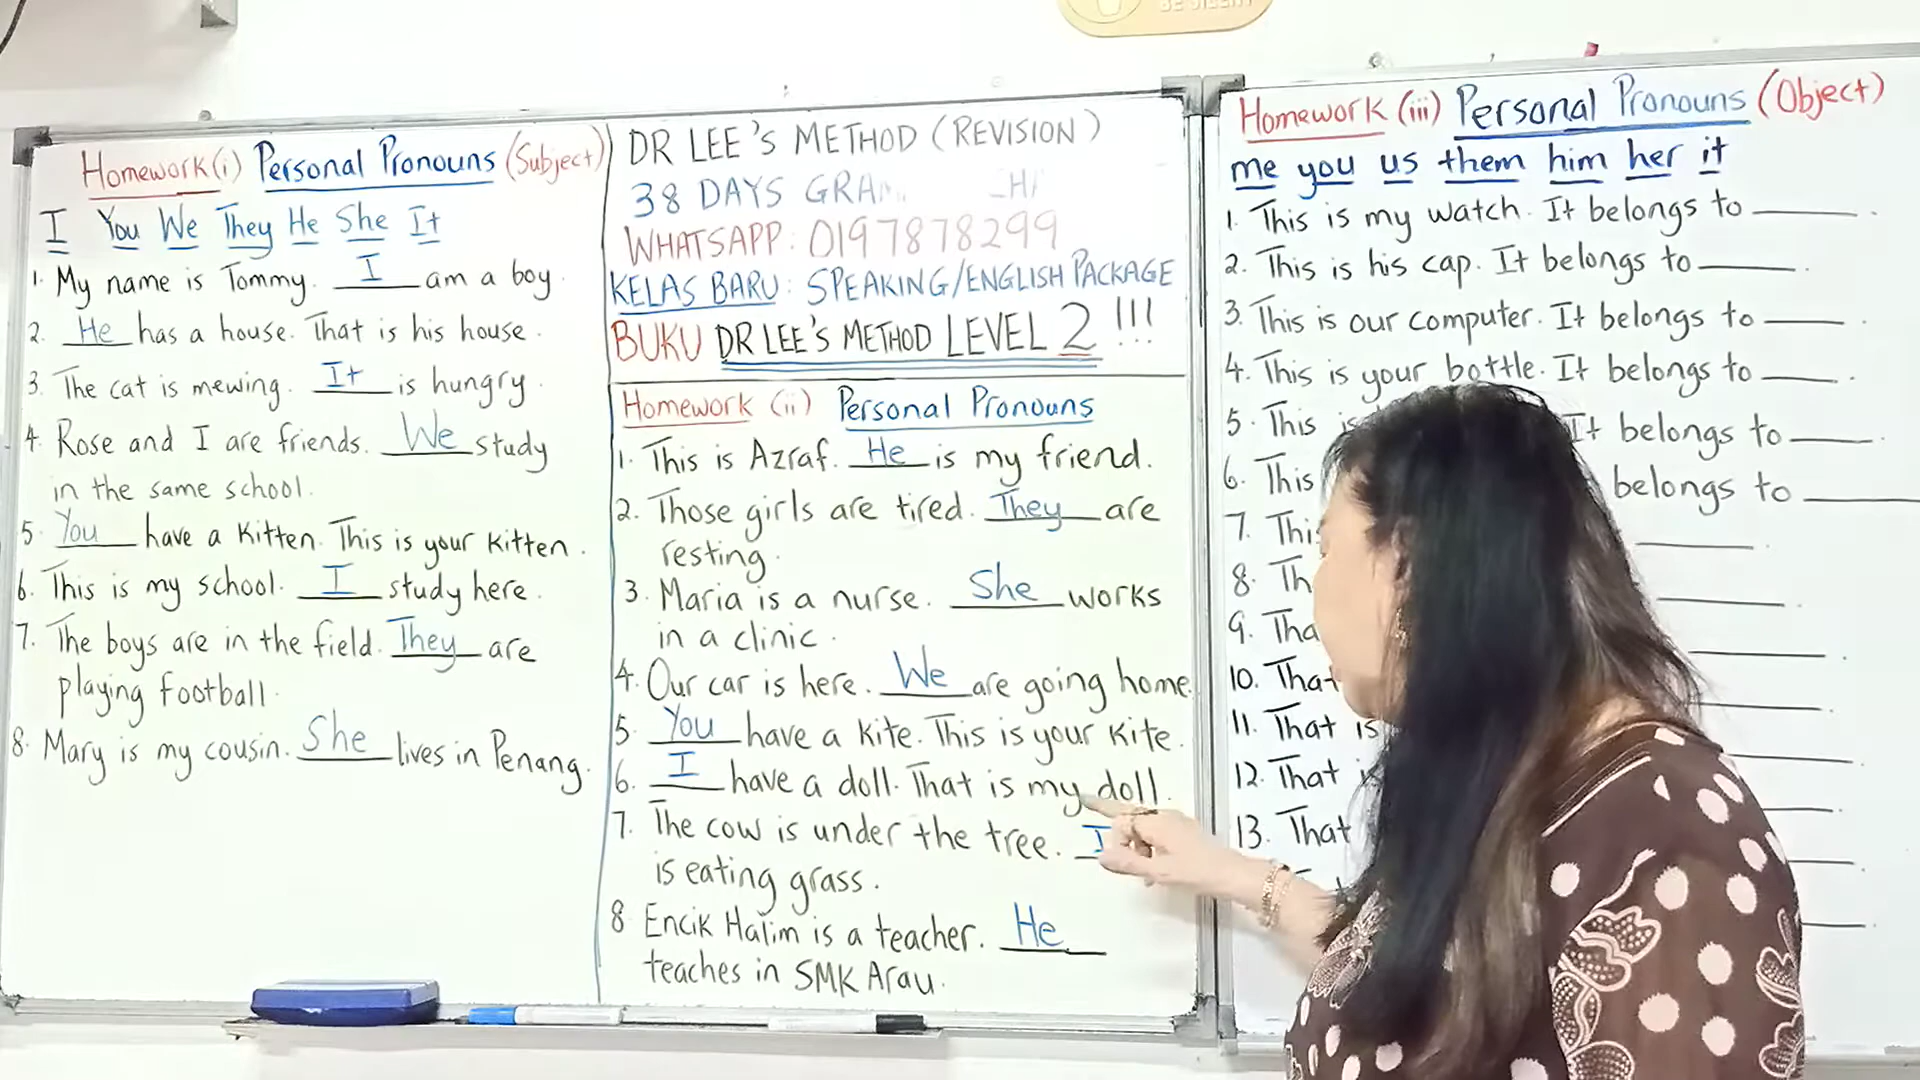 BE SILENT
Homework (i) Personal Pronouns (Subject)
I You We They He She It
1. My name is Tommy. I am a boy.
2. He has a house. That is his house.
3. The cat is mewing. It is hungry.
4. Rose and I are friends. We study
in the same school.
5. You have a kitten. This is your kitten.
6. This is my school. I study here.
7. The boys are in the field. They are
playing football.
8. Mary is my cousin. She lives in Penang.
DR LEE'S METHOD (REVISION)
38 DAYS
WHATSAPP: 0197878299
KELAS BARU: SPEAKING/ENGLISH PACKAGE
BUKU DR LEE'S METHOD LEVEL 2 !!!
Homework (ii) Personal Pronouns
1. This is Azraf. He is my friend.
2. Those girls are tired. They are
resting.
3. Maria is a nurse. She works
in a clinic.
4. Our car is here. We are going home.
5. You have a kite. This is your kite.
6. I have a doll. That is my doll.
7. The cow is under the tree.
is eating grass.
8 Encik Halim is a teacher. He
teaches in SMK Arau.
Homework (iii) Personal Pronouns (Object)
me you us them him her it
1. This is my watch. It belongs to ______.
2. This is his cap. It belongs to ______.
3. This is our computer. It belongs to ______.
4. This is your bottle. It belongs to ______.
5. This is It belongs to ______.
6. This belongs to ______
7.
8.
9.
10. That
11. That is
12. That
13. That